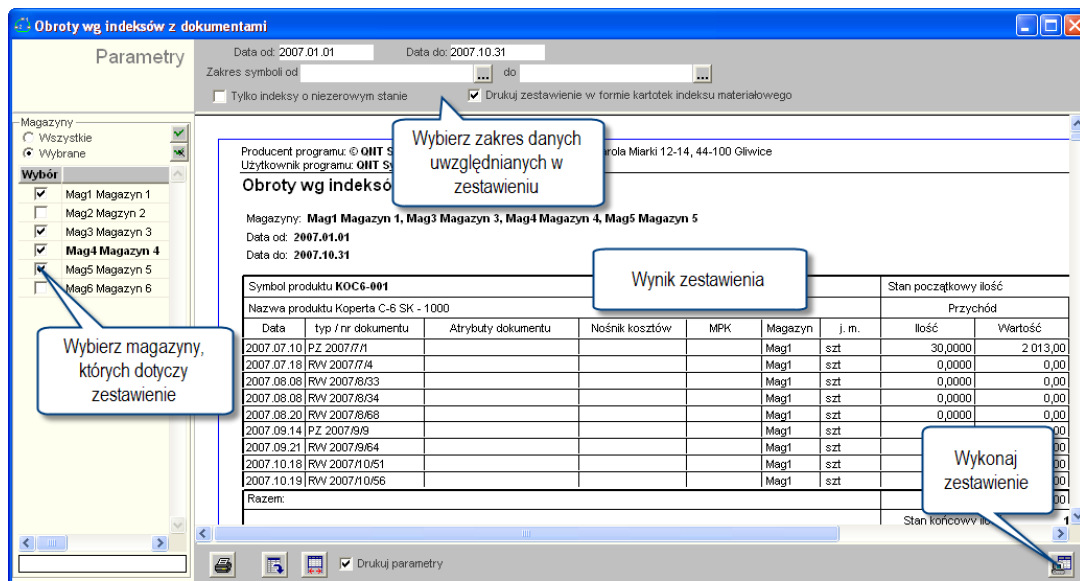 Obroty wg indeksów z dokumentami
Parametry
Data od: 2007.01.01 Data do: 2007.10.31
Zakres symboli od ... do ...
Tylko indeksy o niezerowym stanie Drukuj zestawienie w formie kartotek indeksu materiałowego
Magazyny
Wszystkie
Wybrane
Wybór
Mag1 Magazyn 1
Mag2 Magzyn 2
Mag3 Magazyn 3
Mag4 Magazyn 4
Mag5 Magazyn 5
Mag6 Magazyn 6
Wybierz magazyny,
których dotyczy
zestawienie
Wybierz zakres danych
uwzględnianych w
zestawieniu
Producent programu: © QNT arola Miarki 12-14, 44-100 Gliwice
Użytkownik programu: QNT
Obroty wg indeksó
Magazyny: Mag1 Magazyn 1, Mag3 Magazyn 3, Mag4 Magazyn 4, Mag5 Magazyn 5
Data od: 2007.01.01
Data do: 2007.10.31
Wynik zestawienia
Symbol produktu KOC6-001 Stan początkowy ilość
Nazwa produktu Koperta C-6 SK - 1000 Przychód
Data typ / nr dokumentu Atrybuty dokumentu Nośnik kosztów MPK Magazyn j. m. Ilość Wartość
2007.07.10 PZ 2007/7/1 Mag1 szt 30,0000 2 013,00
2007.07.18 RW 2007/7/4 Mag1 szt 0,0000 0,00
2007.08.08 RW 2007/8/33 Mag1 szt 0,0000 0,00
2007.08.08 RW 2007/8/34 Mag1 szt 0,0000 0,00
2007.08.20 RW 2007/8/68 Mag1 szt 0,0000 0,00
2007.09.14 PZ 2007/9/9 Mag1 szt 00
2007.09.21 RW 2007/9/64 Mag1 szt 00
2007.10.18 RW 2007/10/51 Mag1 szt 00
2007.10.19 RW 2007/10/56 Mag1 szt 00
Razem: 00
Stan końcowy 1
Wykonaj
zestawienie
Drukuj parametry